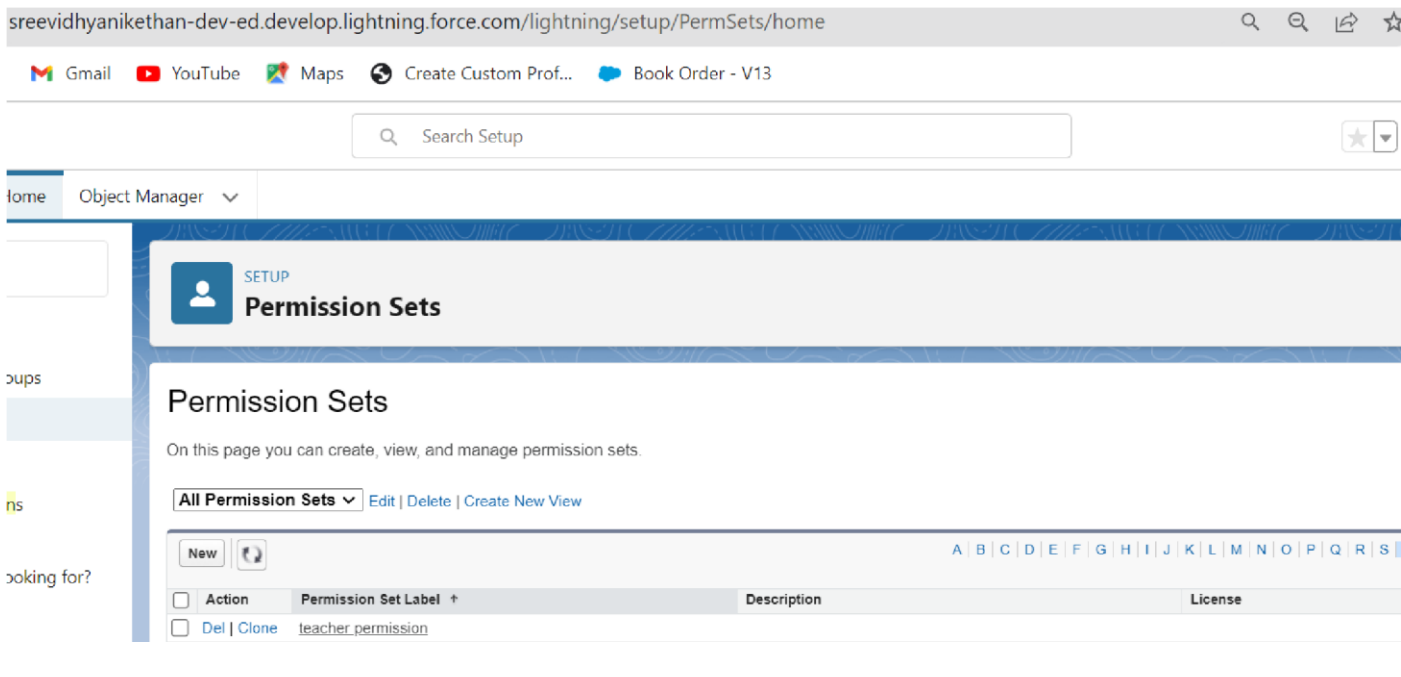 sreevidhyanikethan-dev-ed.develop.lightning.force.com/lightning/setup/PermSets/home
Gmail YouTube Maps Create Custom Prof... Book Order - V13
Search Setup
Home Object Manager
SETUP
Permission Sets
oups
Permission Sets
On this page you can create, view, and manage permission sets.
All Permission Sets Edit | Delete | Create New View
ns
New A | B | C | D | E | F | G | H | I | J | K | L | M | N | O | P | Q | R | S |
ooking for?
Action Permission Set Label ↑ Description License
Del | Clone teacher permission